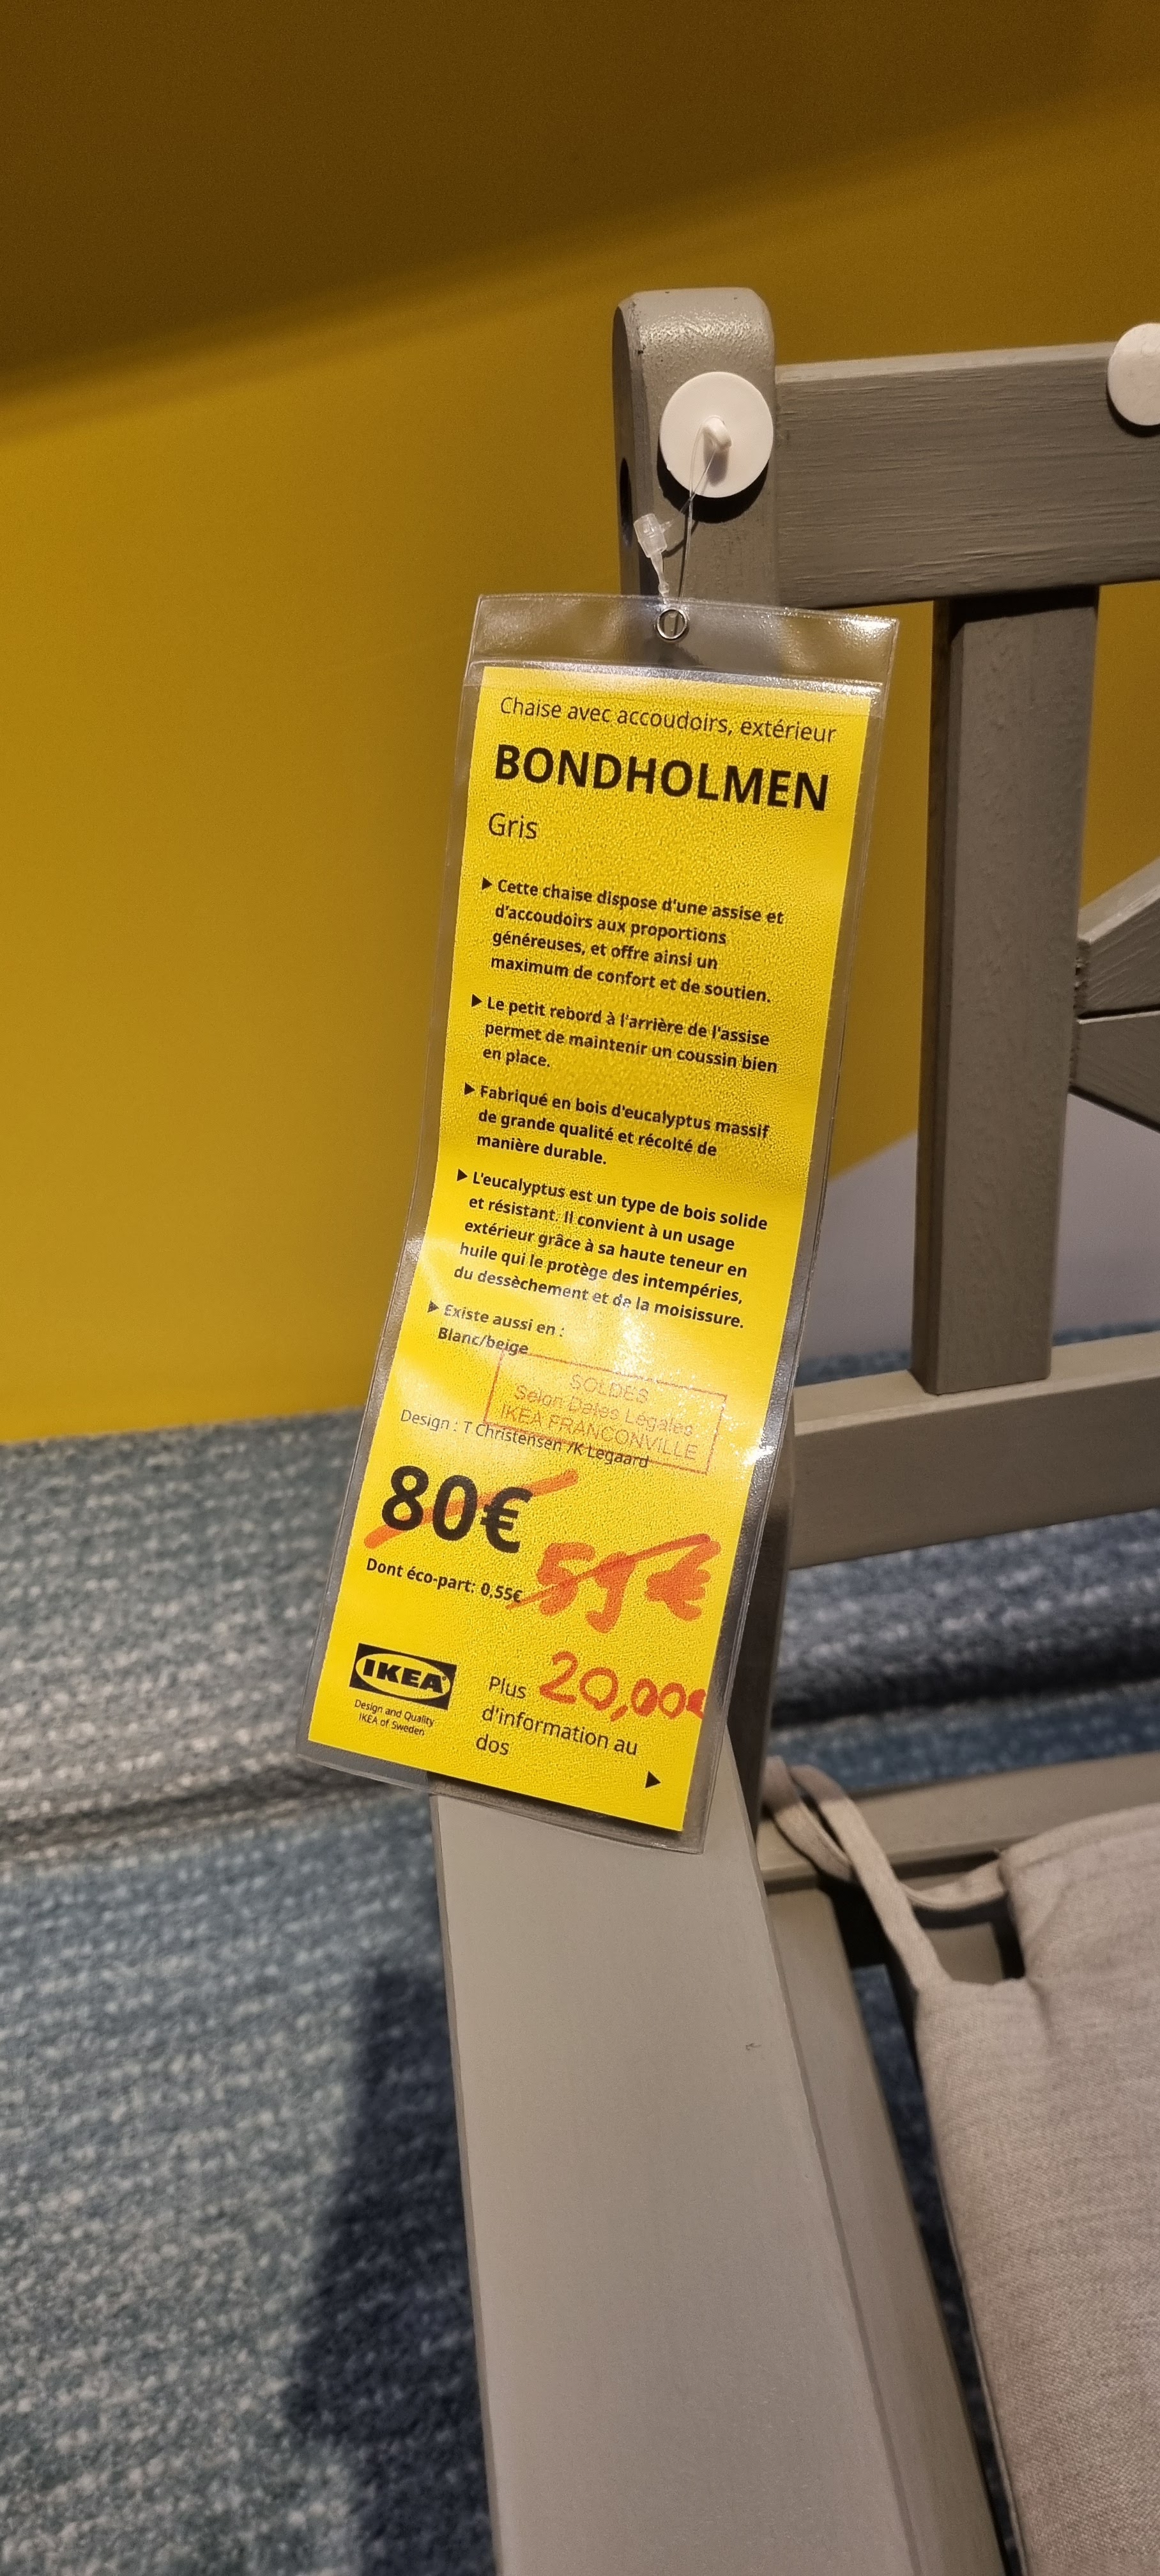 Chaise avec accoudoirs, extérieur
BONDHOLMEN
Gris
▶ Cette chaise dispose d'une assise et
d'accoudoirs aux proportions
généreuses, et offre ainsi un
maximum de confort et de soutien.
▶ Le petit rebord à l'arrière de l'assise
permet de maintenir un coussin bien
en place.
▶ Fabriqué en bois d'eucalyptus massif
de grande qualité et récolté de
manière durable.
▶ L'eucalyptus est un type de bois solide
et résistant. Il convient à un usage
extérieur grâce à sa haute teneur en
huile qui le protège des intempéries,
du dessèchement et de la moisissure.
▶ Existe aussi en :
Blanc/beige
SOLDES
Selon Dates Légales
IKEA FRANCONVILLE
Design : T Christensen /K Legaard
80€
Dont éco-part: 0,55€
20,00€
IKEA
Design and Quality
IKEA of Sweden
Plus
d'information au
dos
▶